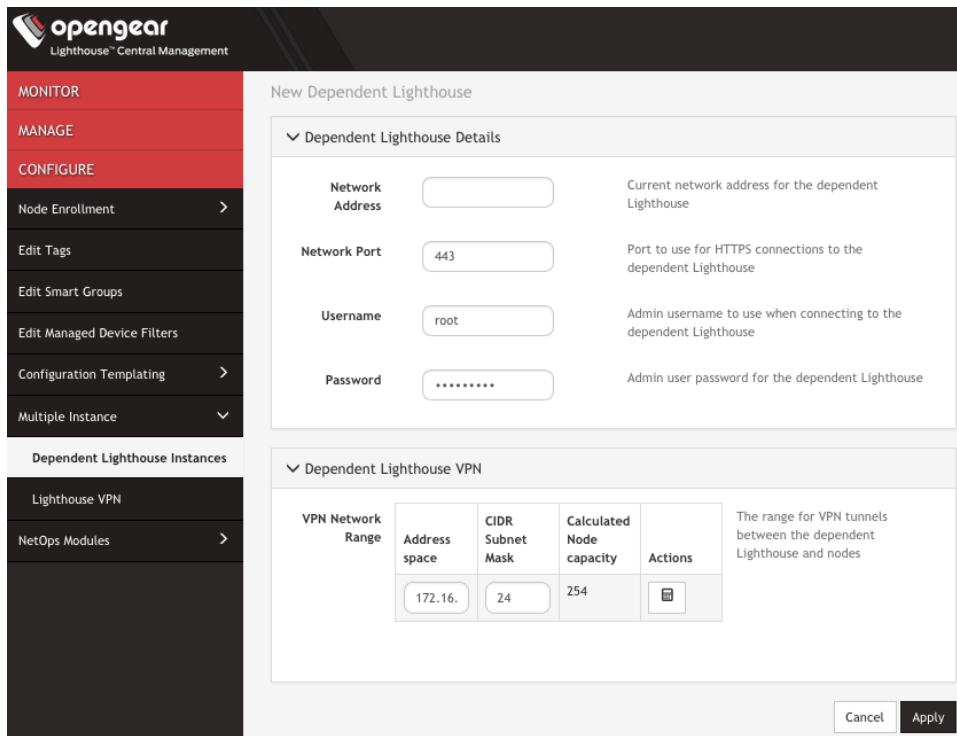 opengear
Lighthouse™ Central Management
MONITOR
MANAGE
CONFIGURE
Node Enrollment
Edit Tags
Edit Smart Groups
Edit Managed Device Filters
Configuration Templating
Multiple Instance
Dependent Lighthouse Instances
Lighthouse VPN
NetOps Modules
New Dependent Lighthouse
Dependent Lighthouse Details
Network
Address
Current network address for the dependent
Lighthouse
Network Port
443
Port to use for HTTPS connections to the
dependent Lighthouse
Username
root
Admin username to use when connecting to the
dependent Lighthouse
Password
•••••••••
Admin user password for the dependent Lighthouse
Dependent Lighthouse VPN
VPN Network
Range
Address
space
CIDR
Subnet
Mask
Calculated
Node
capacity
Actions
172.16.
24
254
The range for VPN tunnels
between the dependent
Lighthouse and nodes
Cancel
Apply